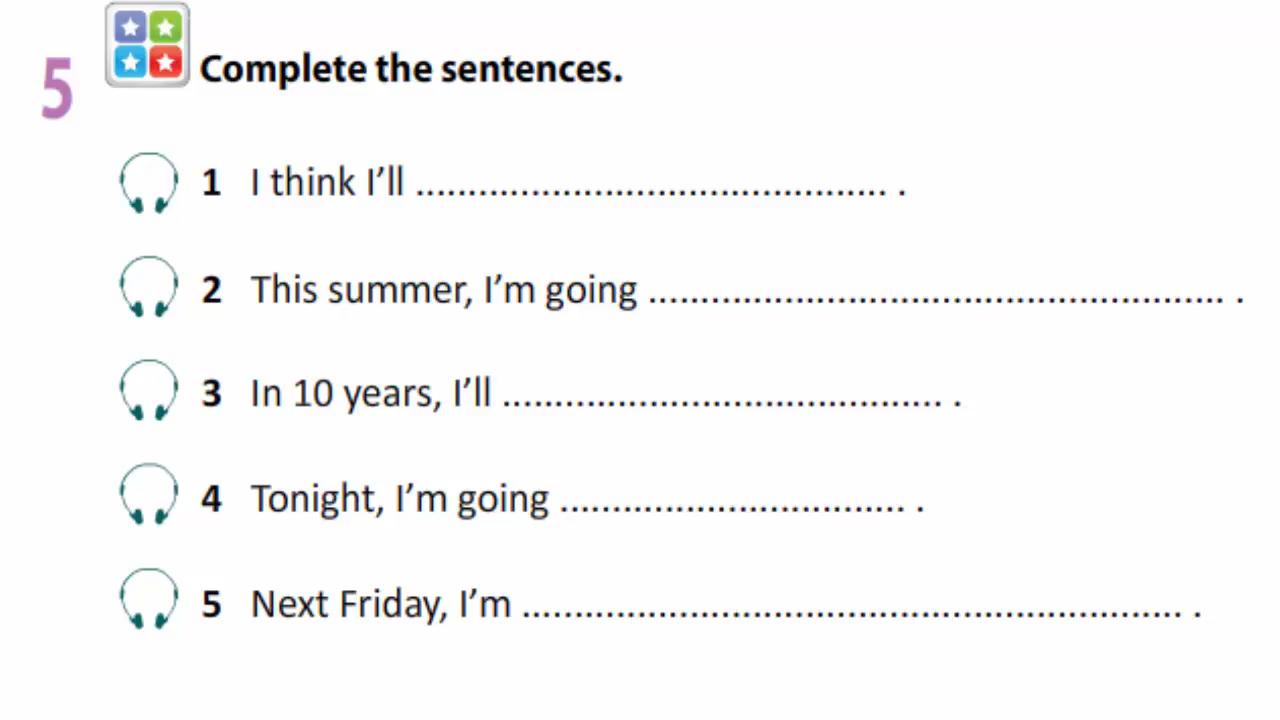 5 Complete the sentences.
1 I think I'll ............................................. .
2 This summer, I'm going ....................................................... .
3 In 10 years, I'll .......................................... .
4 Tonight, I'm going ................................. .
5 Next Friday, I'm ............................................................... .